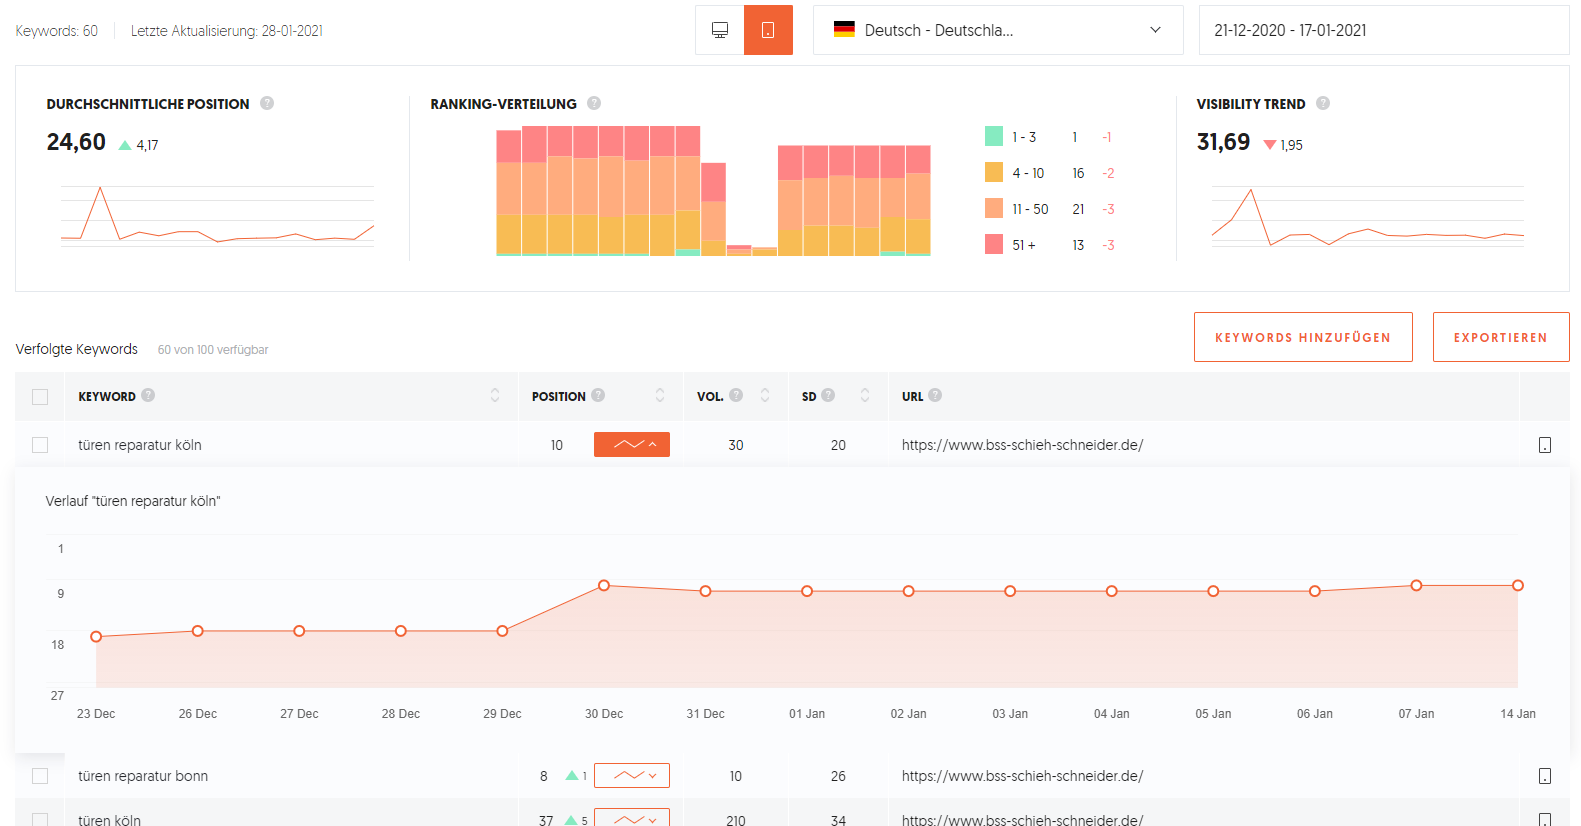 Keywords: 60 Letzte Aktualisierung: 28-01-2021 Deutsch - Deutschla... 21-12-2020 - 17-01-2021
DURCHSCHNITTLICHE POSITION ?
24,60 4,17
RANKING-VERTEILUNG ?
1 - 3 1 -1
4 - 10 16 -2
11 - 50 21 -3
51 + 13 -3
VISIBILITY TREND ?
31,69 1,95
Verfolgte Keywords 60 von 100 verfügbar KEYWORDS HINZUFÜGEN EXPORTIEREN
KEYWORD ? POSITION ? VOL. ? SD ? URL ?
türen reparatur köln 10 30 20 https://www.bss-schieh-schneider.de/
Verlauf "türen reparatur köln"
1
9
18
27
23 Dec 26 Dec 27 Dec 28 Dec 29 Dec 30 Dec 31 Dec 01 Jan 02 Jan 03 Jan 04 Jan 05 Jan 06 Jan 07 Jan 14 Jan
türen reparatur bonn 8 1 10 26 https://www.bss-schieh-schneider.de/
türen köln 37 5 210 34 https://www.bss-schieh-schneider.de/